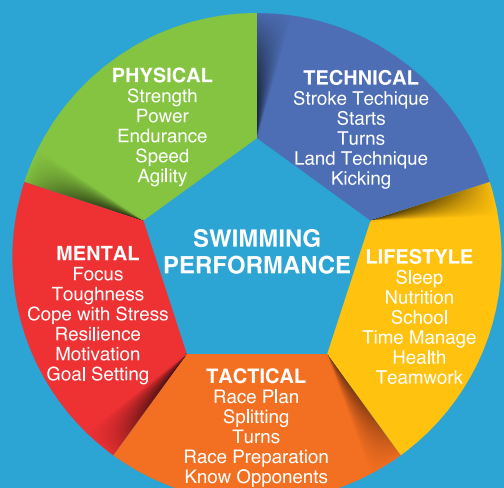 PHYSICAL
Strength
Power
Endurance
Speed
Agility
TECHNICAL
Stroke Techique
Starts
Turns
Land Technique
Kicking
SWIMMING
PERFORMANCE
MENTAL
Focus
Toughness
Cope with Stress
Resilience
Motivation
Goal Setting
LIFESTYLE
Sleep
Nutrition
School
Time Manage
Health
Teamwork
TACTICAL
Race Plan
Splitting
Turns
Race Preparation
Know Opponents